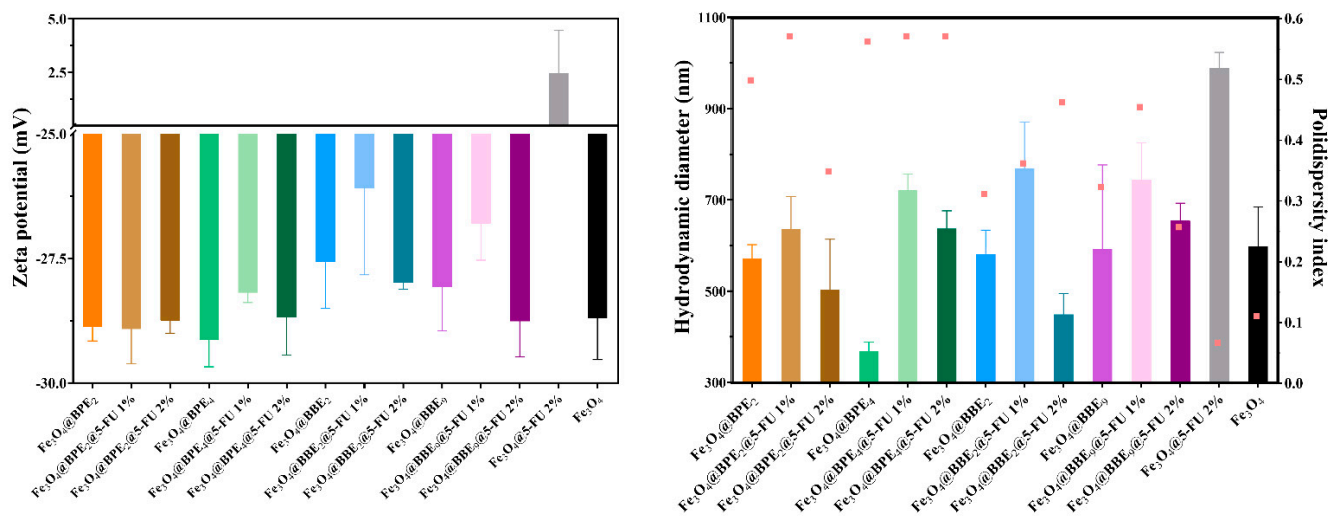 Zeta potential (mV)
5.0
2.5
-25.0
-27.5
-30.0
Fe₃O₄@BPE₂
Fe₃O₄@BPE₂@5-FU 1%
Fe₃O₄@BPE₂@5-FU 2%
Fe₃O₄@BPE₄
Fe₃O₄@BPE₄@5-FU 1%
Fe₃O₄@BPE₄@5-FU 2%
Fe₃O₄@BBE₂
Fe₃O₄@BBE₂@5-FU 1%
Fe₃O₄@BBE₂@5-FU 2%
Fe₃O₄@BBE₉
Fe₃O₄@BBE₉@5-FU 1%
Fe₃O₄@BBE₉@5-FU 2%
Fe₃O₄@5-FU 2%
Fe₃O₄
Hydrodynamic diameter (nm)
1100
900
700
500
300
Polidispersity index
0.6
0.5
0.4
0.3
0.2
0.1
0.0
Fe₃O₄@BPE₂
Fe₃O₄@BPE₂@5-FU 1%
Fe₃O₄@BPE₂@5-FU 2%
Fe₃O₄@BPE₄
Fe₃O₄@BPE₄@5-FU 1%
Fe₃O₄@BPE₄@5-FU 2%
Fe₃O₄@BBE₂
Fe₃O₄@BBE₂@5-FU 1%
Fe₃O₄@BBE₂@5-FU 2%
Fe₃O₄@BBE₉
Fe₃O₄@BBE₉@5-FU 1%
Fe₃O₄@BBE₉@5-FU 2%
Fe₃O₄@5-FU 2%
Fe₃O₄